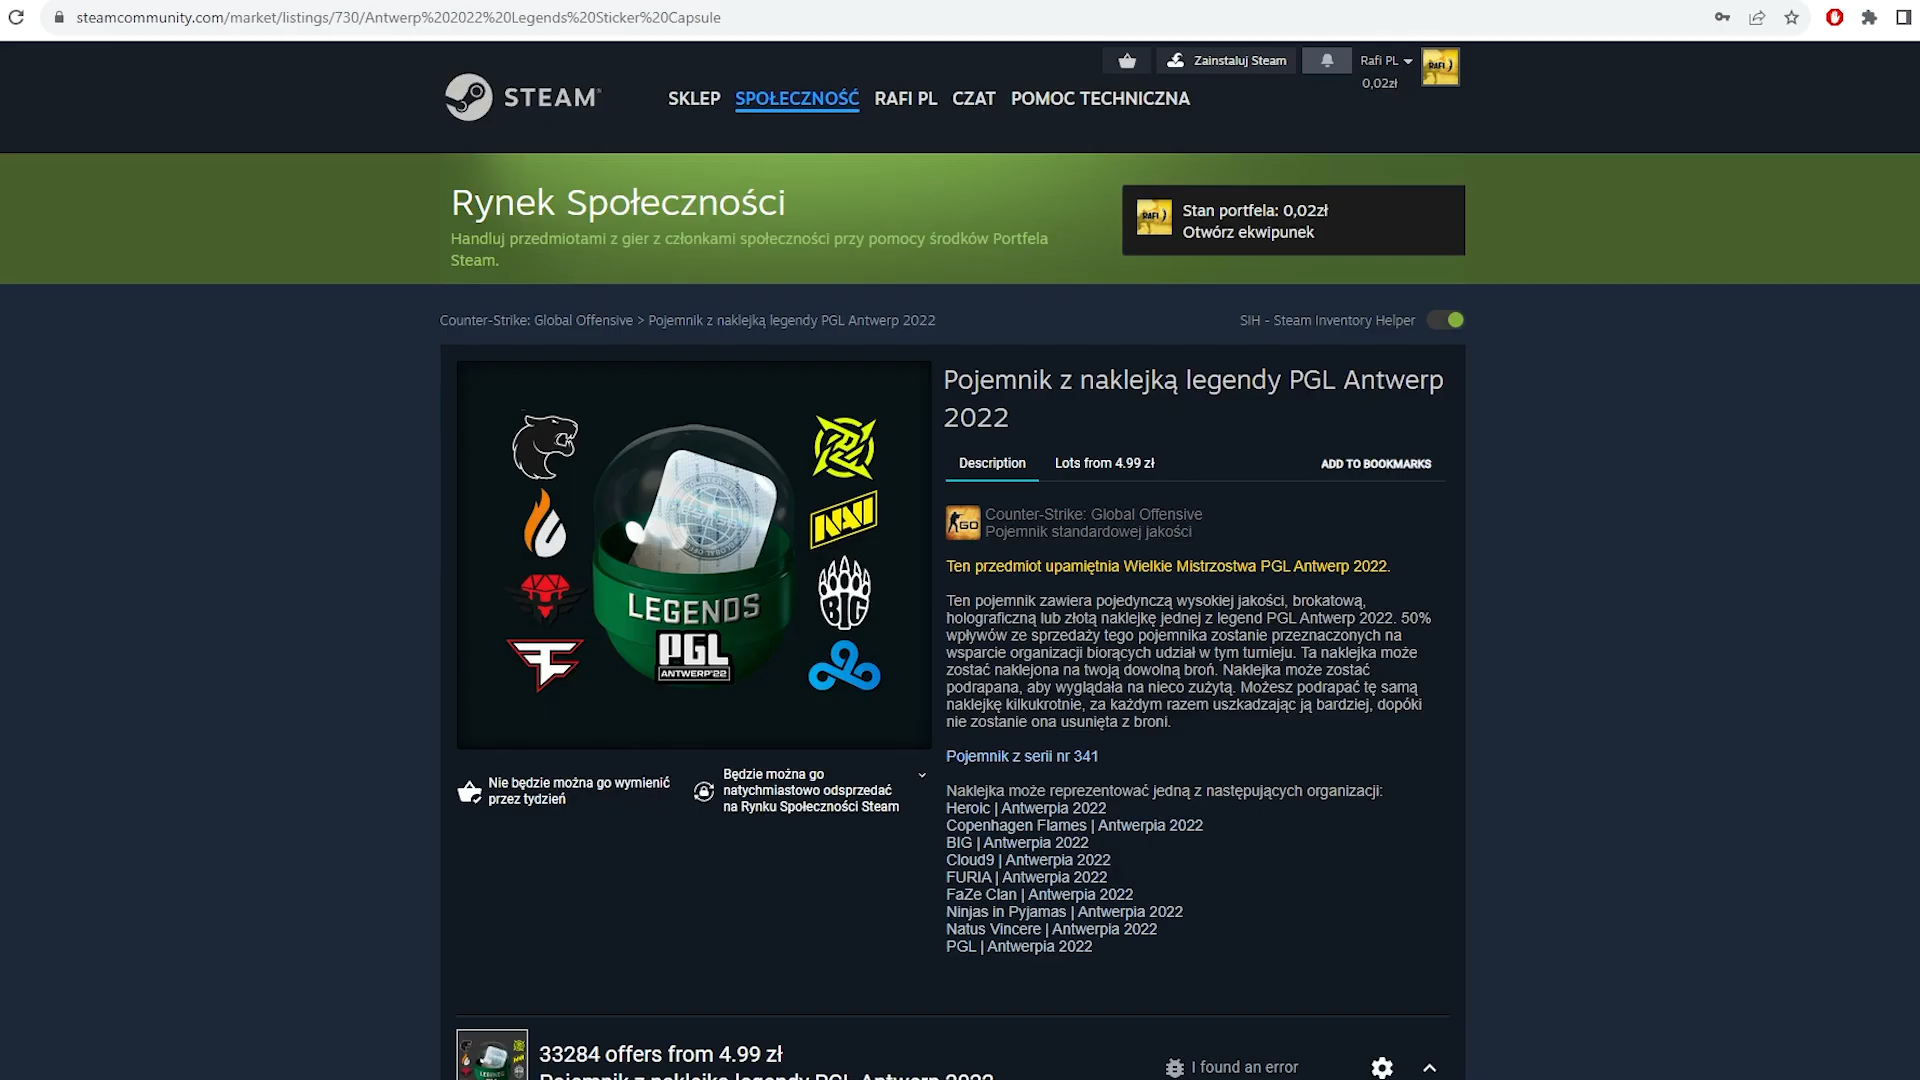 steamcommunity.com/market/listings/730/Antwerp%202022%20Legends%20Sticker%20Capsule
Zainstaluj Steam
Rafi PL
0,02zł
RAFI
STEAM
SKLEP SPOŁECZNOŚĆ RAFI PL CZAT POMOC TECHNICZNA
Rynek Społeczności
Handluj przedmiotami z gier z członkami społeczności przy pomocy środków Portfela
Steam.
RAFI
Stan portfela: 0,02zł
Otwórz ekwipunek
Counter-Strike: Global Offensive > Pojemnik z naklejką legendy PGL Antwerp 2022
SIH - Steam Inventory Helper
LEGENDS
PGL
ANTWERP'22
NAVI
BIG
Pojemnik z naklejką legendy PGL Antwerp
2022
Description Lots from 4.99 zł ADD TO BOOKMARKS
GO
Counter-Strike: Global Offensive
Pojemnik standardowej jakości
Ten przedmiot upamiętnia Wielkie Mistrzostwa PGL Antwerp 2022.
Ten pojemnik zawiera pojedynczą wysokiej jakości, brokatową,
holograficzną lub złotą naklejkę jednej z legend PGL Antwerp 2022. 50%
wpływów ze sprzedaży tego pojemnika zostanie przeznaczonych na
wsparcie organizacji biorących udział w tym turnieju. Ta naklejka może
zostać naklejona na twoją dowolną broń. Naklejka może zostać
podrapana, aby wyglądała na nieco zużytą. Możesz podrapać tę samą
naklejkę kilkukrotnie, za każdym razem uszkadzając ją bardziej, dopóki
nie zostanie ona usunięta z broni.
Pojemnik z serii nr 341
Naklejka może reprezentować jedną z następujących organizacji:
Heroic | Antwerpia 2022
Copenhagen Flames | Antwerpia 2022
BIG | Antwerpia 2022
Cloud9 | Antwerpia 2022
FURIA | Antwerpia 2022
FaZe Clan | Antwerpia 2022
Ninjas in Pyjamas | Antwerpia 2022
Natus Vincere | Antwerpia 2022
PGL | Antwerpia 2022
Nie będzie można go wymienić
przez tydzień
Będzie można go
natychmiastowo odsprzedać
na Rynku Społeczności Steam
33284 offers from 4.99 zł
I found an error
Pojemnik z naklejką legendy PGL Antwerp 2022